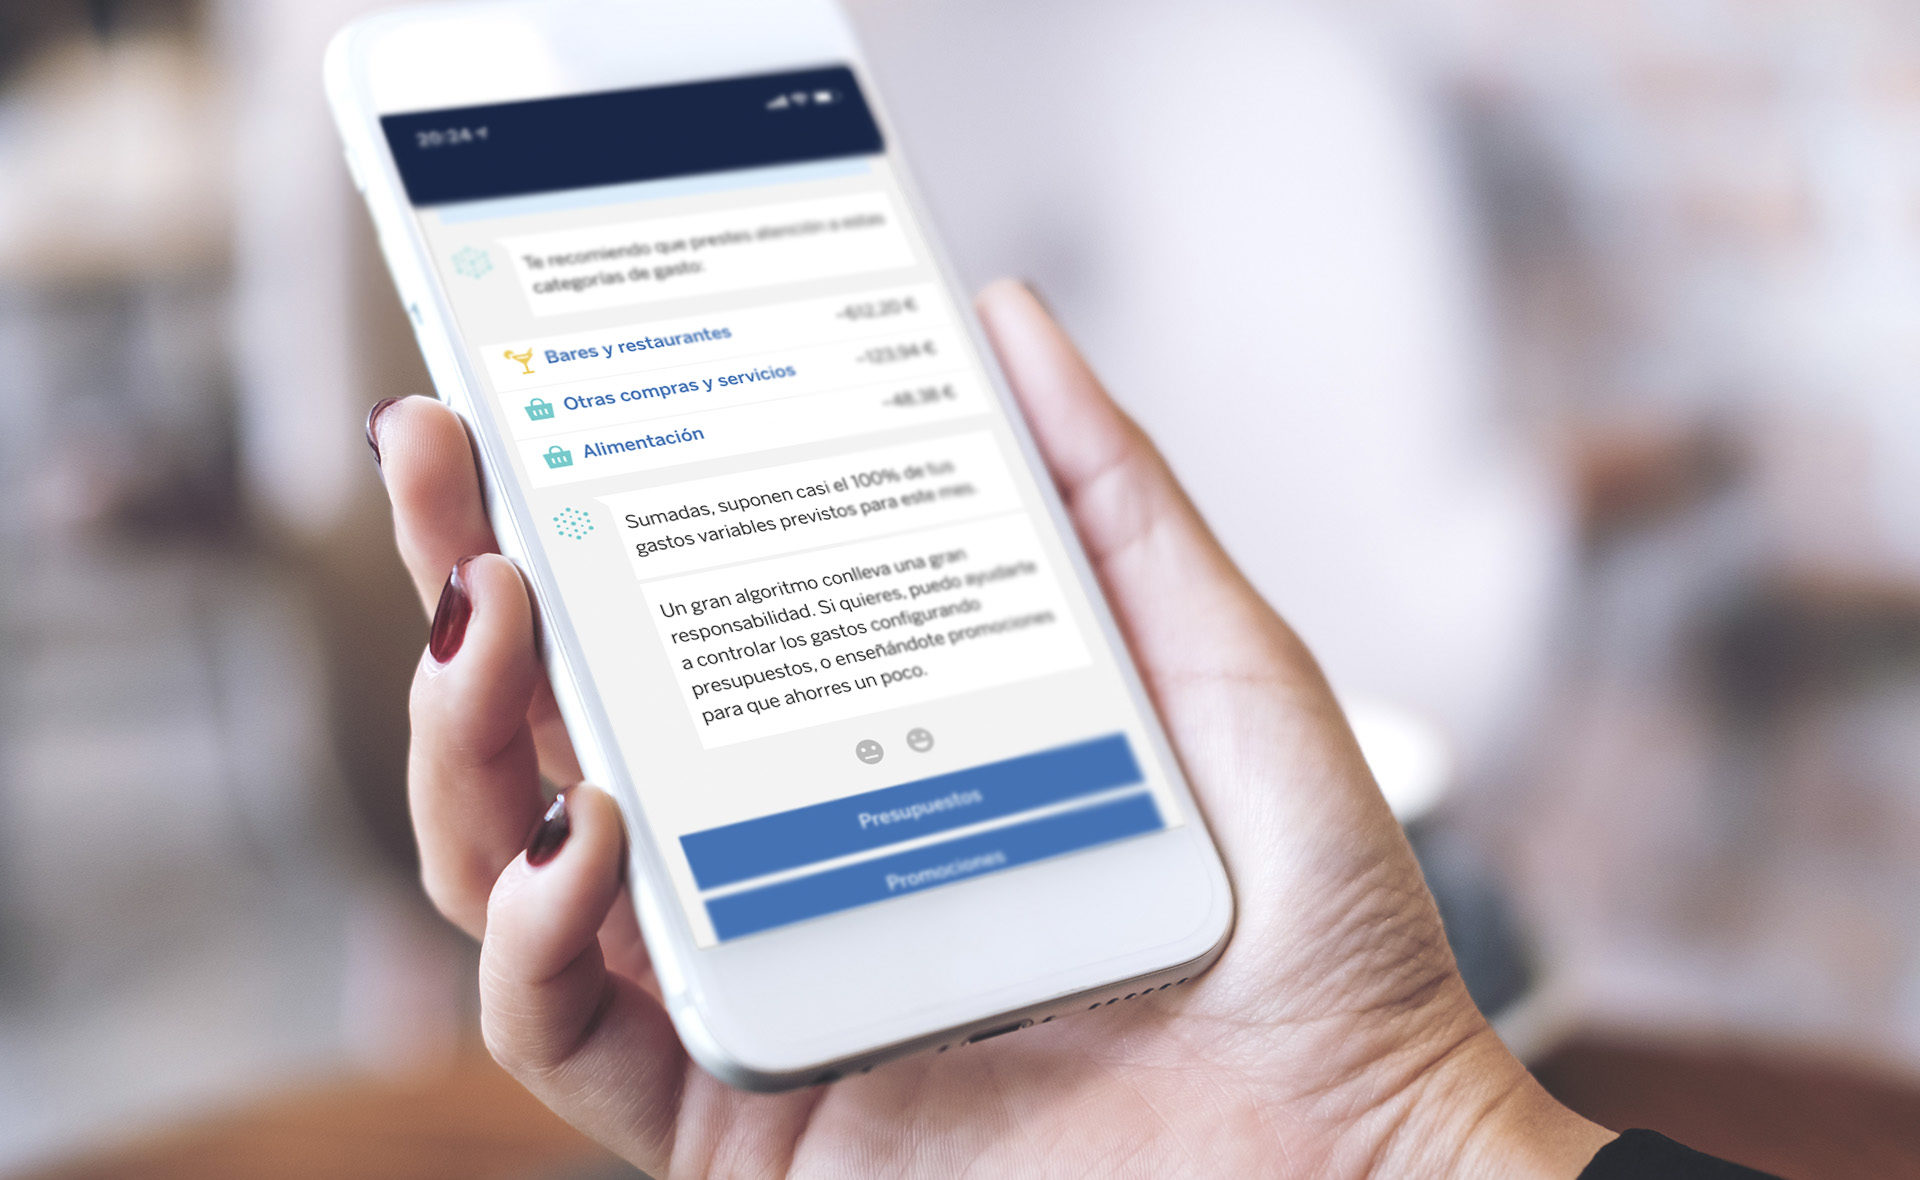 20:24
Te recomiendo que prestes atención a estas
categorías de gasto:
Bares y restaurantes -612,20 €
Otras compras y servicios -123,94 €
Alimentación -48,38 €
Sumadas, suponen casi el 100% de tus
gastos variables previstos para este mes.
Un gran algoritmo conlleva una gran
responsabilidad. Si quieres, puedo ayudarte
a controlar los gastos configurando
presupuestos, o enseñándote promociones
para que ahorres un poco.
Presupuestos
Promociones